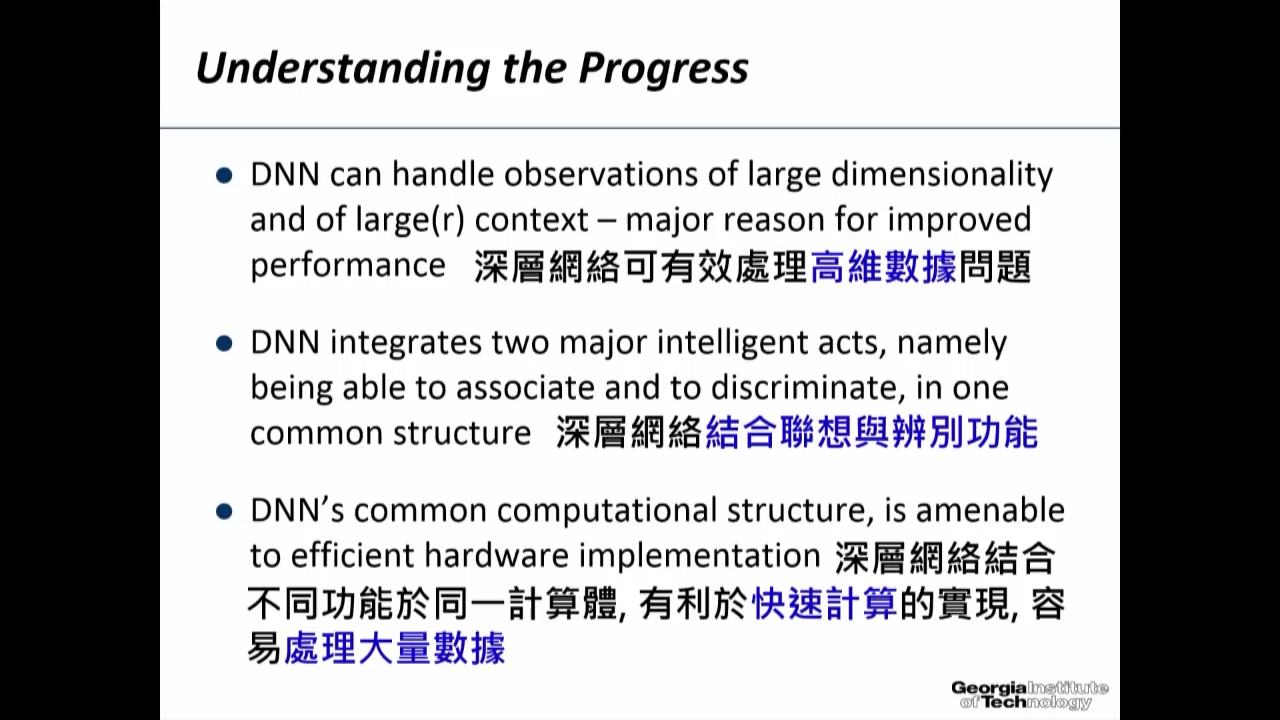 Understanding the Progress
DNN can handle observations of large dimensionality
and of large(r) context – major reason for improved
performance 深層網絡可有效處理高維數據問題
DNN integrates two major intelligent acts, namely
being able to associate and to discriminate, in one
common structure 深層網絡結合聯想與辨別功能
DNN’s common computational structure, is amenable
to efficient hardware implementation 深層網絡結合
不同功能於同一計算體, 有利於快速計算的實現, 容
易處理大量數據
Georgia Institute
of Technology